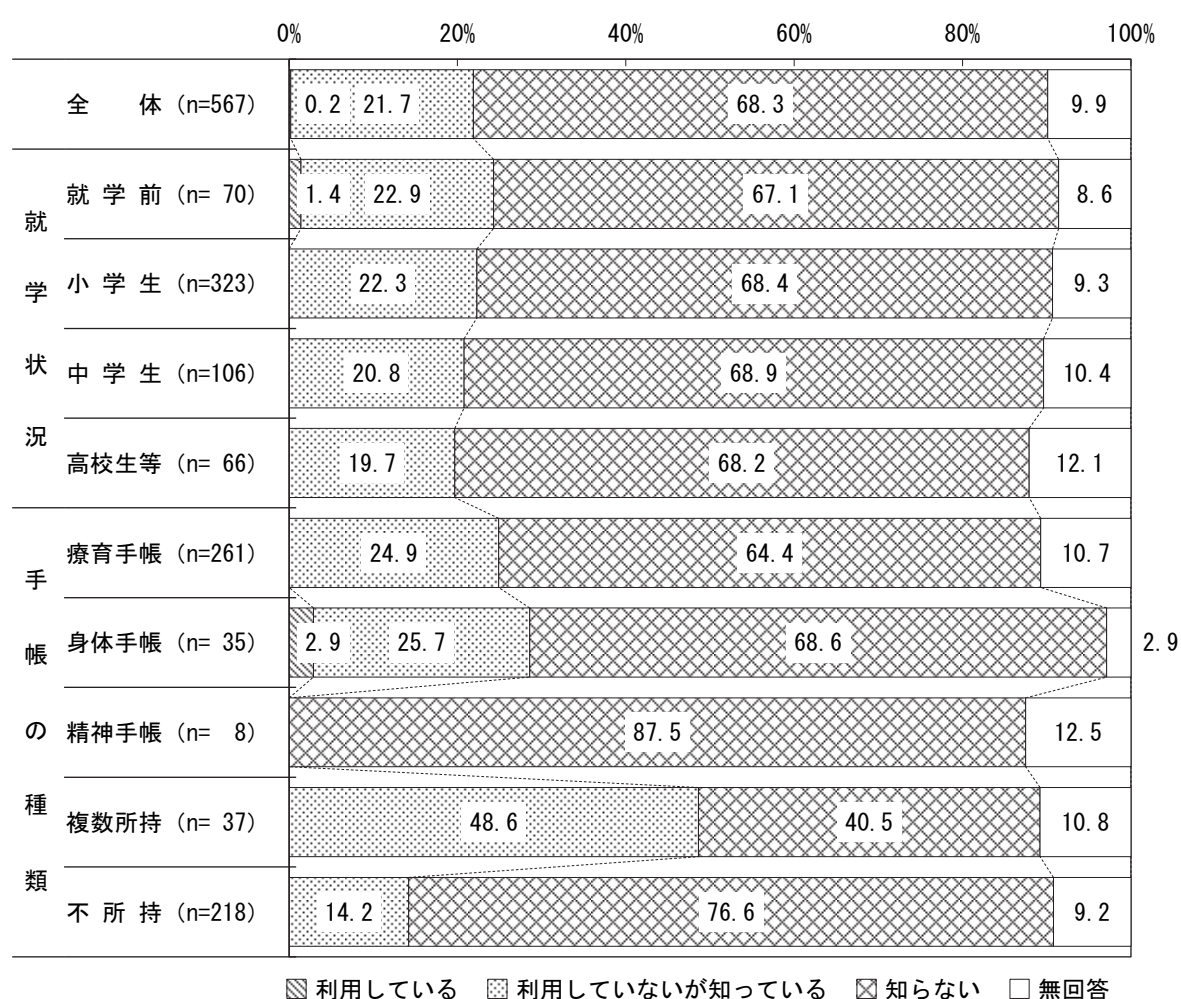 0% 20% 40% 60% 80% 100%
全 体 (n=567) 0.2 21.7 68.3 9.9
就学状況
就 学 前 (n= 70) 1.4 22.9 67.1 8.6
小 学 生 (n=323) 22.3 68.4 9.3
中 学 生 (n=106) 20.8 68.9 10.4
高校生等 (n= 66) 19.7 68.2 12.1
手帳の種類
療育手帳 (n=261) 24.9 64.4 10.7
身体手帳 (n= 35) 2.9 25.7 68.6 2.9
精神手帳 (n= 8) 87.5 12.5
複数所持 (n= 37) 48.6 40.5 10.8
不 所 持 (n=218) 14.2 76.6 9.2
利用している 利用していないが知っている 知らない 無回答